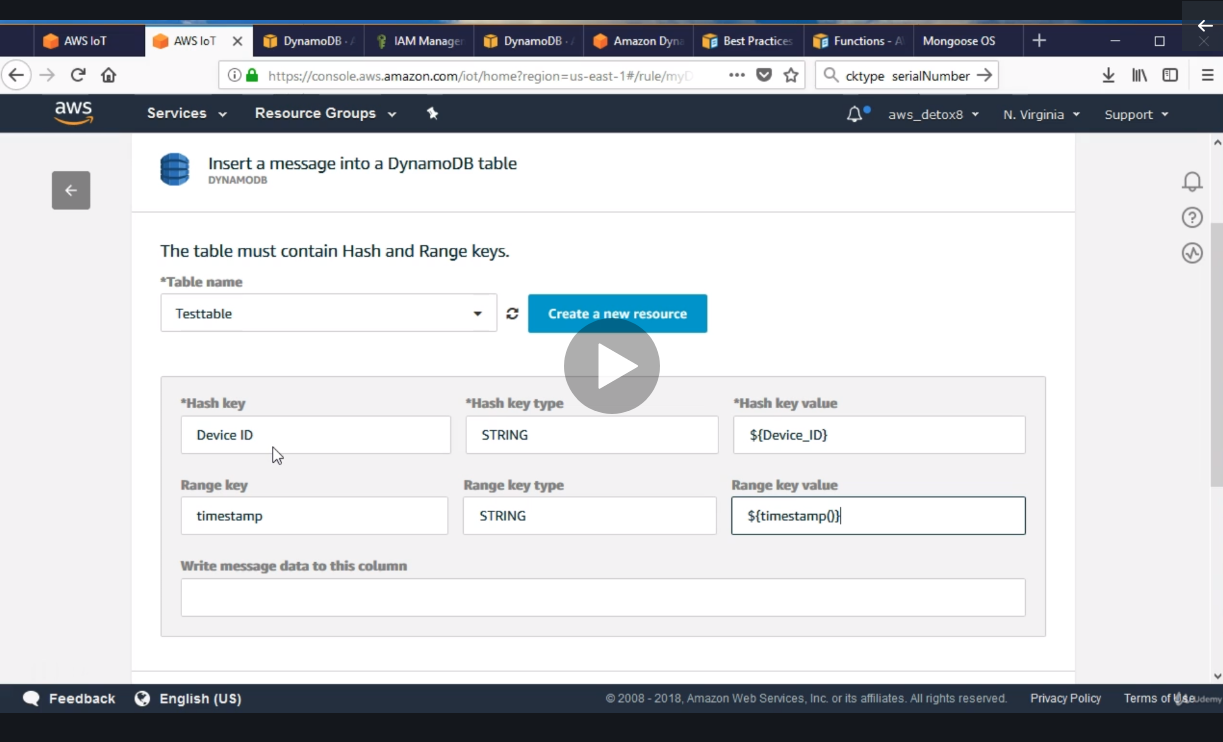 AWS IoT
AWS IoT
DynamoDB · A
IAM Manager
DynamoDB · A
Amazon Dyna
Best Practices
Functions - A
Mongoose OS
https://console.aws.amazon.com/iot/home?region=us-east-1#/rule/myD
cktype serialNumber
aws
Services
Resource Groups
aws_detox8
N. Virginia
Support
Insert a message into a DynamoDB table
DYNAMODB
The table must contain Hash and Range keys.
*Table name
Testtable
Create a new resource
*Hash key
*Hash key type
*Hash key value
Device ID
STRING
${Device_ID}
Range key
Range key type
Range key value
timestamp
STRING
${timestamp()}
Write message data to this column
Feedback
English (US)
© 2008 - 2018, Amazon Web Services, Inc. or its affiliates. All rights reserved.
Privacy Policy
Terms of Use
Udemy